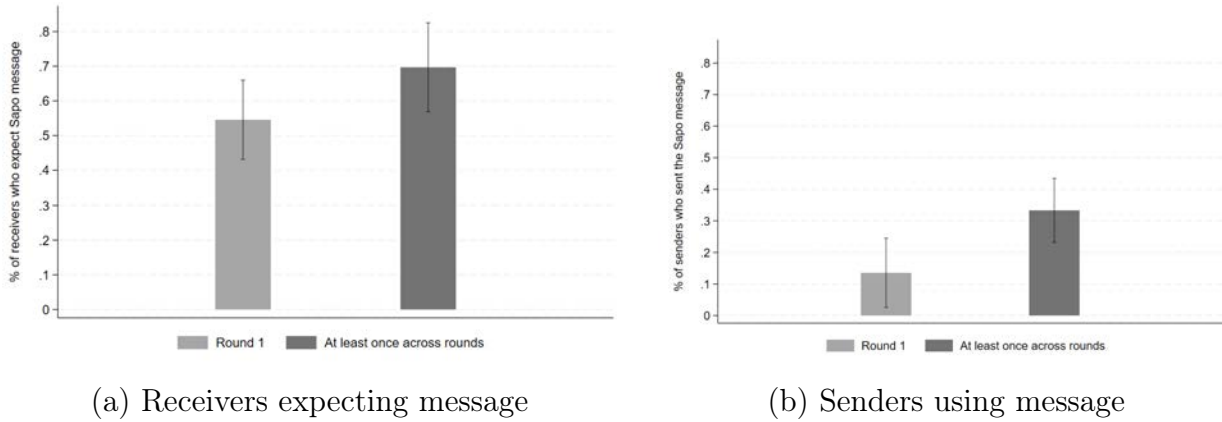 % of receivers who expect Sapo message
.8
.7
.6
.5
.4
.3
.2
.1
0
Round 1
At least once across rounds
(a) Receivers expecting message
% of senders who sent the Sapo message
.8
.7
.6
.5
.4
.3
.2
.1
0
Round 1
At least once across rounds
(b) Senders using message